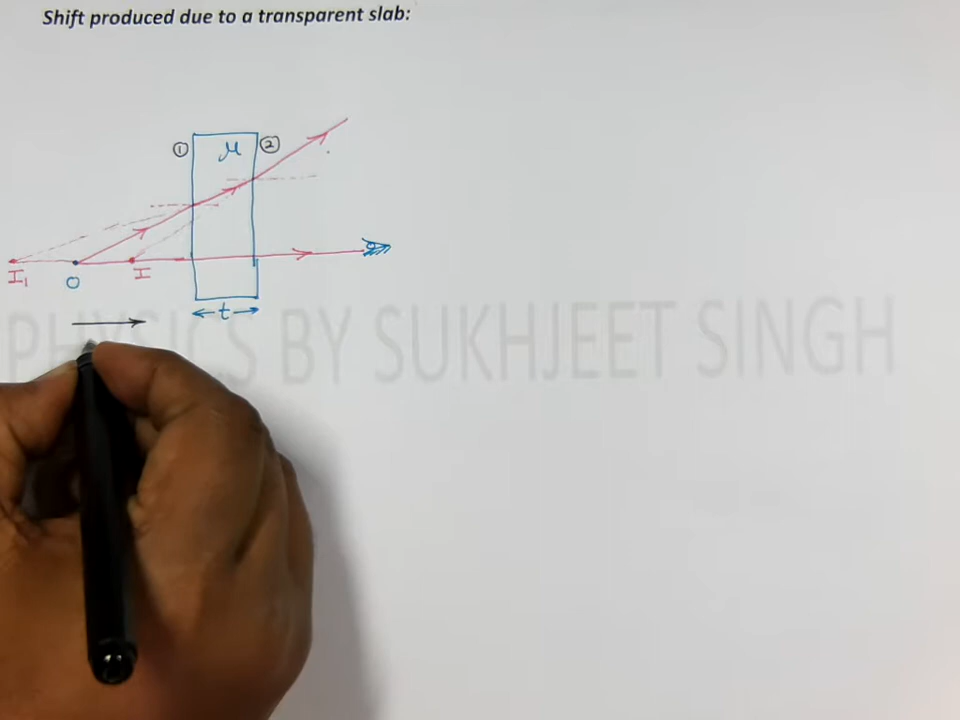 Shift produced due to a transparent slab:
① μ ②
I₁ O I
← t →
PHYSICS BY SUKHJEET SINGH